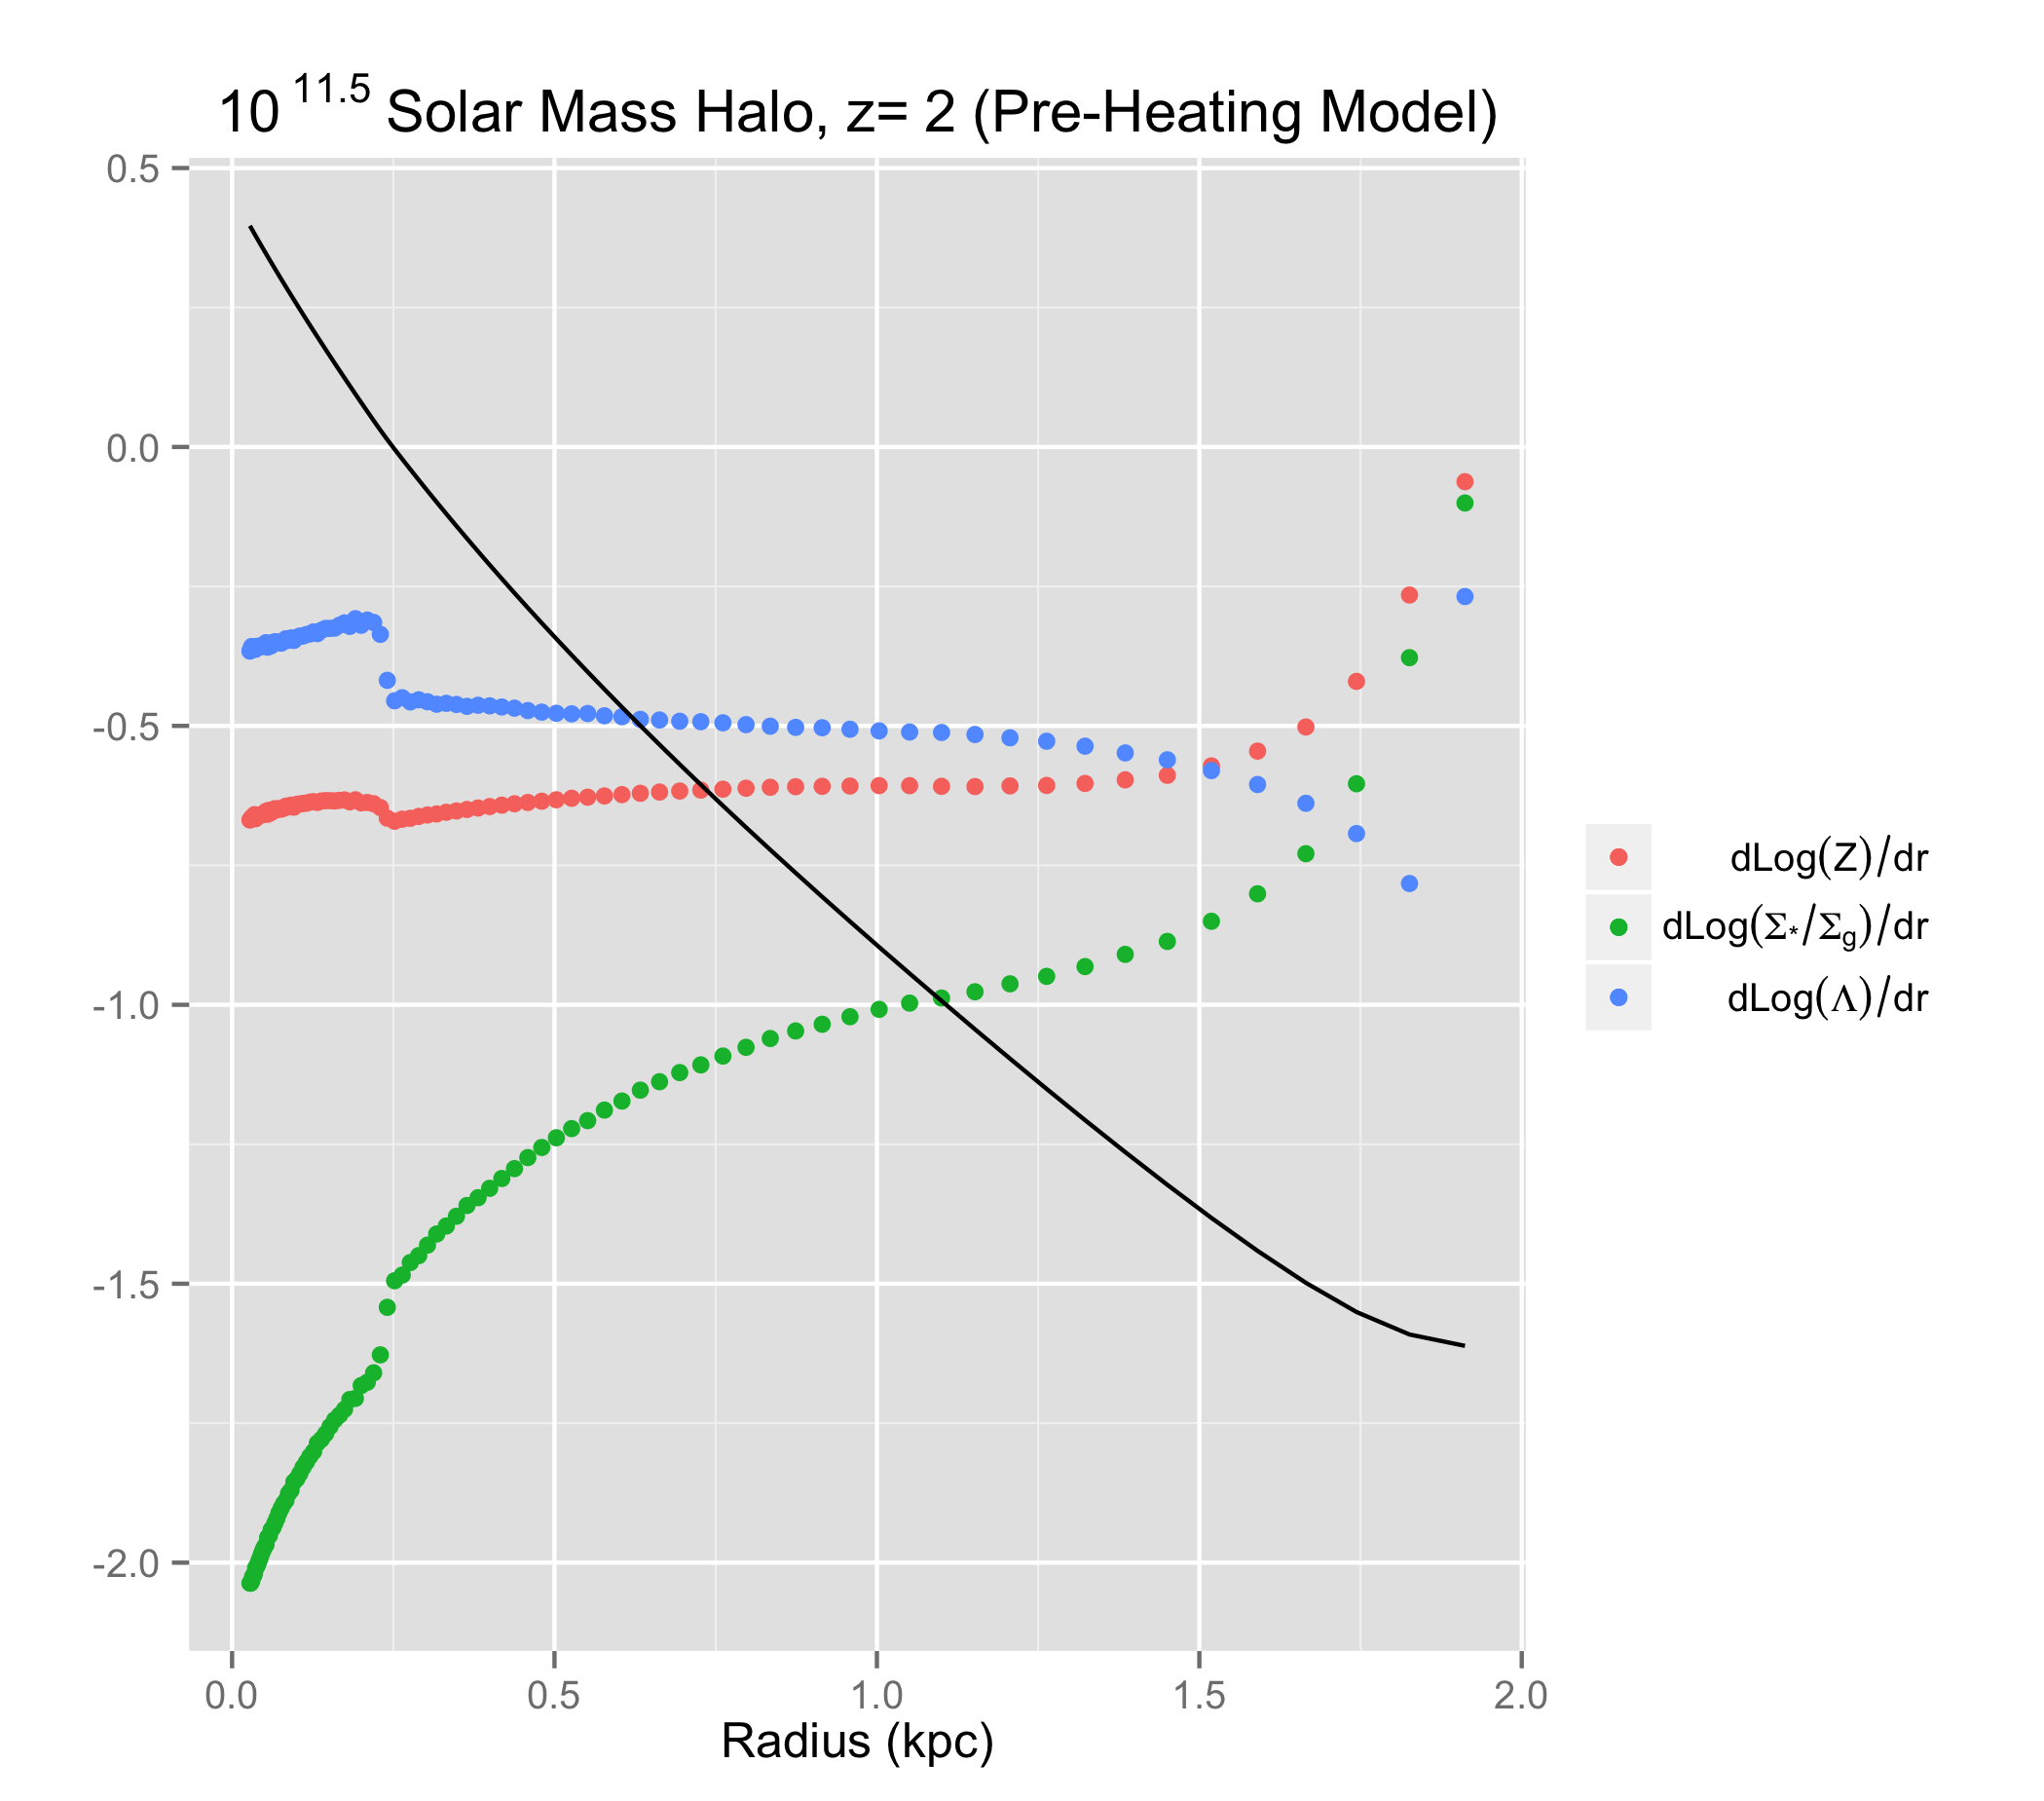 10 11.5 Solar Mass Halo, z= 2 (Pre-Heating Model)
0.5
0.0
-0.5
-1.0
-1.5
-2.0
0.0 0.5 1.0 1.5 2.0
Radius (kpc)
dLog(Z)/dr
dLog(Σ*/Σg)/dr
dLog(Λ)/dr